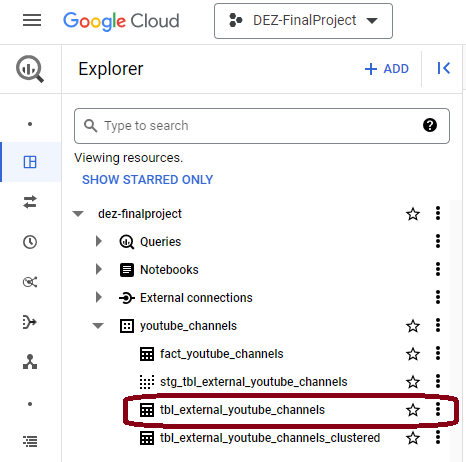 Google Cloud
DEZ-FinalProject
Explorer
+ ADD
Type to search
Viewing resources.
SHOW STARRED ONLY
dez-finalproject
Queries
Notebooks
External connections
youtube_channels
fact_youtube_channels
stg_tbl_external_youtube_channels
tbl_external_youtube_channels
tbl_external_youtube_channels_clustered